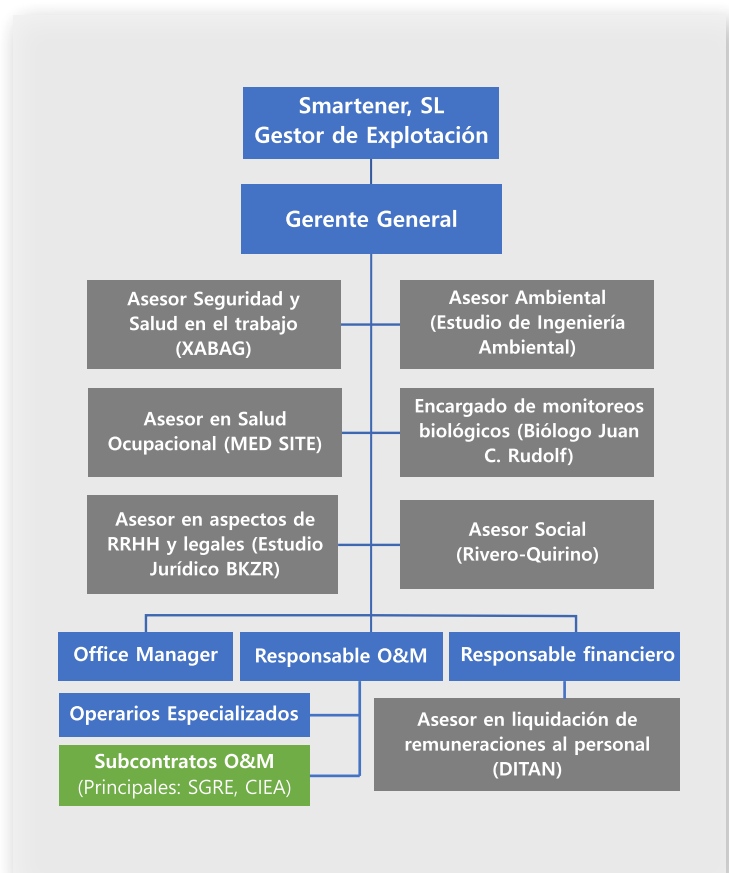 Smartener, SL
Gestor de Explotación
Gerente General
Asesor Seguridad y
Salud en el trabajo
(XABAG)
Asesor Ambiental
(Estudio de Ingeniería
Ambiental)
Asesor en Salud
Ocupacional (MED SITE)
Encargado de monitoreos
biológicos (Biólogo Juan
C. Rudolf)
Asesor en aspectos de
RRHH y legales (Estudio
Jurídico BKZR)
Asesor Social
(Rivero-Quirino)
Office Manager
Responsable O&M
Responsable financiero
Operarios Especializados
Subcontratos O&M
(Principales: SGRE, CIEA)
Asesor en liquidación de
remuneraciones al personal
(DITAN)